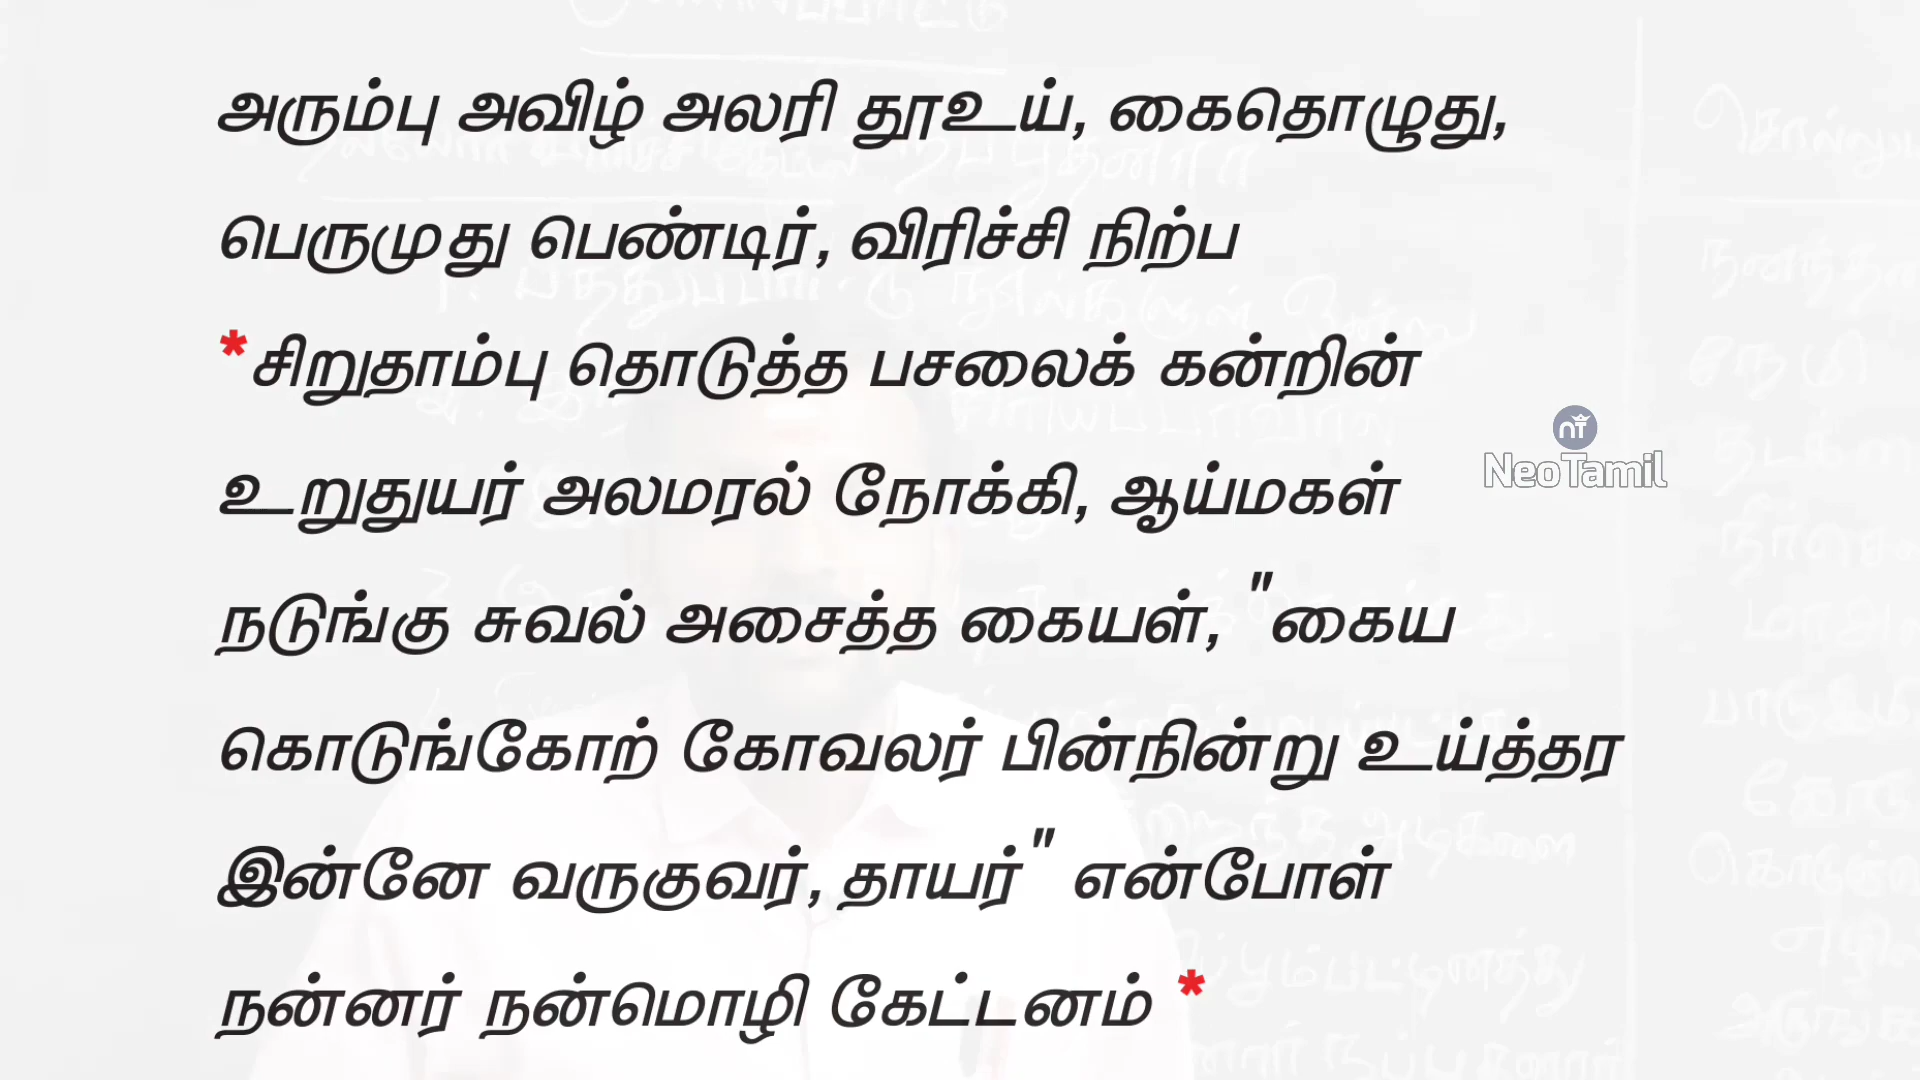 அரும்பு அவிழ் அலரி தூஉய், கைதொழுது,
பெருமுது பெண்டிர், விரிச்சி நிற்ப
*சிறுதாம்பு தொடுத்த பசலைக் கன்றின்
உறுதுயர் அலமரல் நோக்கி, ஆய்மகள்
நடுங்கு சுவல் அசைத்த கையள், "கைய
கொடுங்கோற் கோவலர் பின்நின்று உய்த்தர
இன்னே வருகுவர், தாயர்" என்போள்
நன்னர் நன்மொழி கேட்டனம் *
NeoTamil